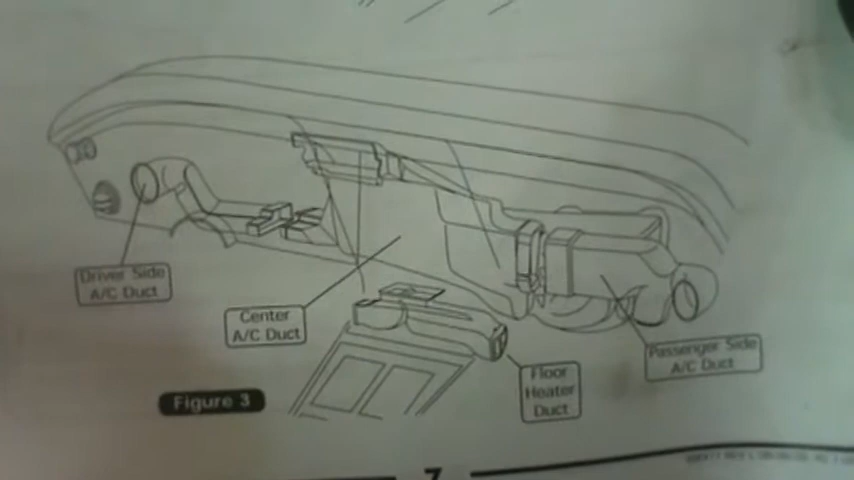 Driver Side
A/C Duct
Center
A/C Duct
Floor
Heater
Duct
Passenger Side
A/C Duct
Figure 3
7